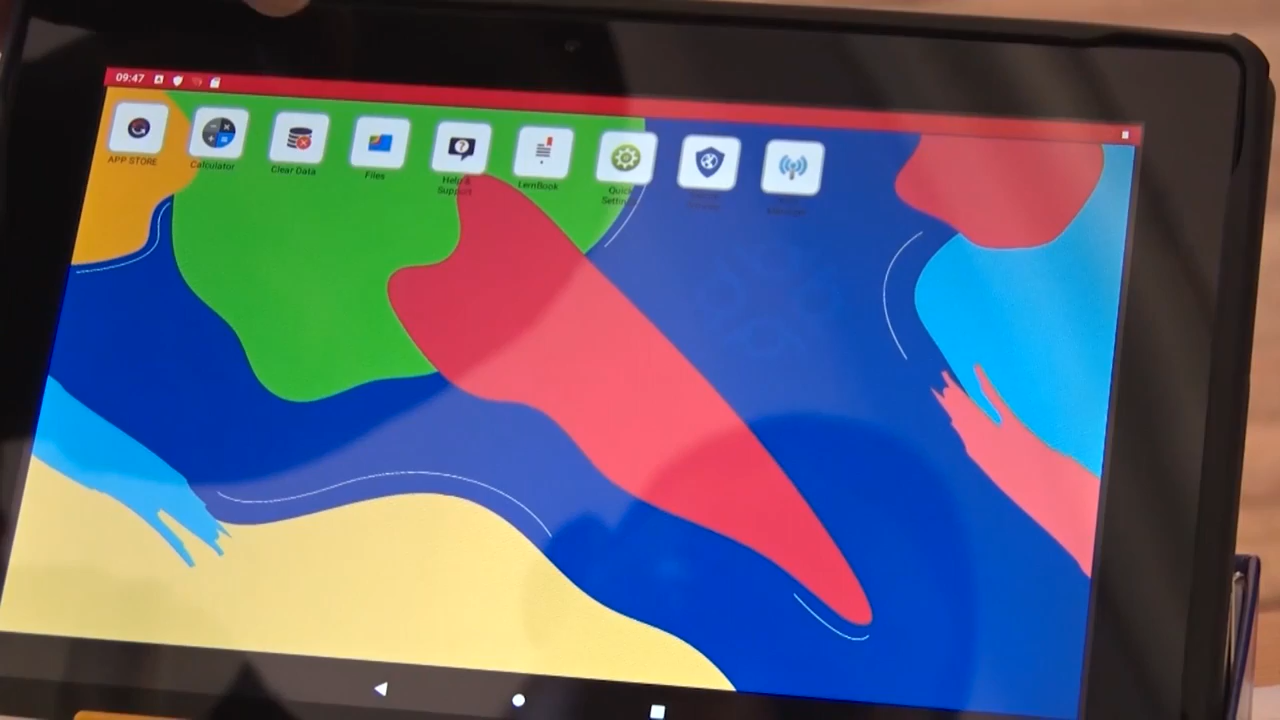 09:47
APP STORE
Calculator
Clear Data
Files
Help &
Support
LernBook
Quick
Settings